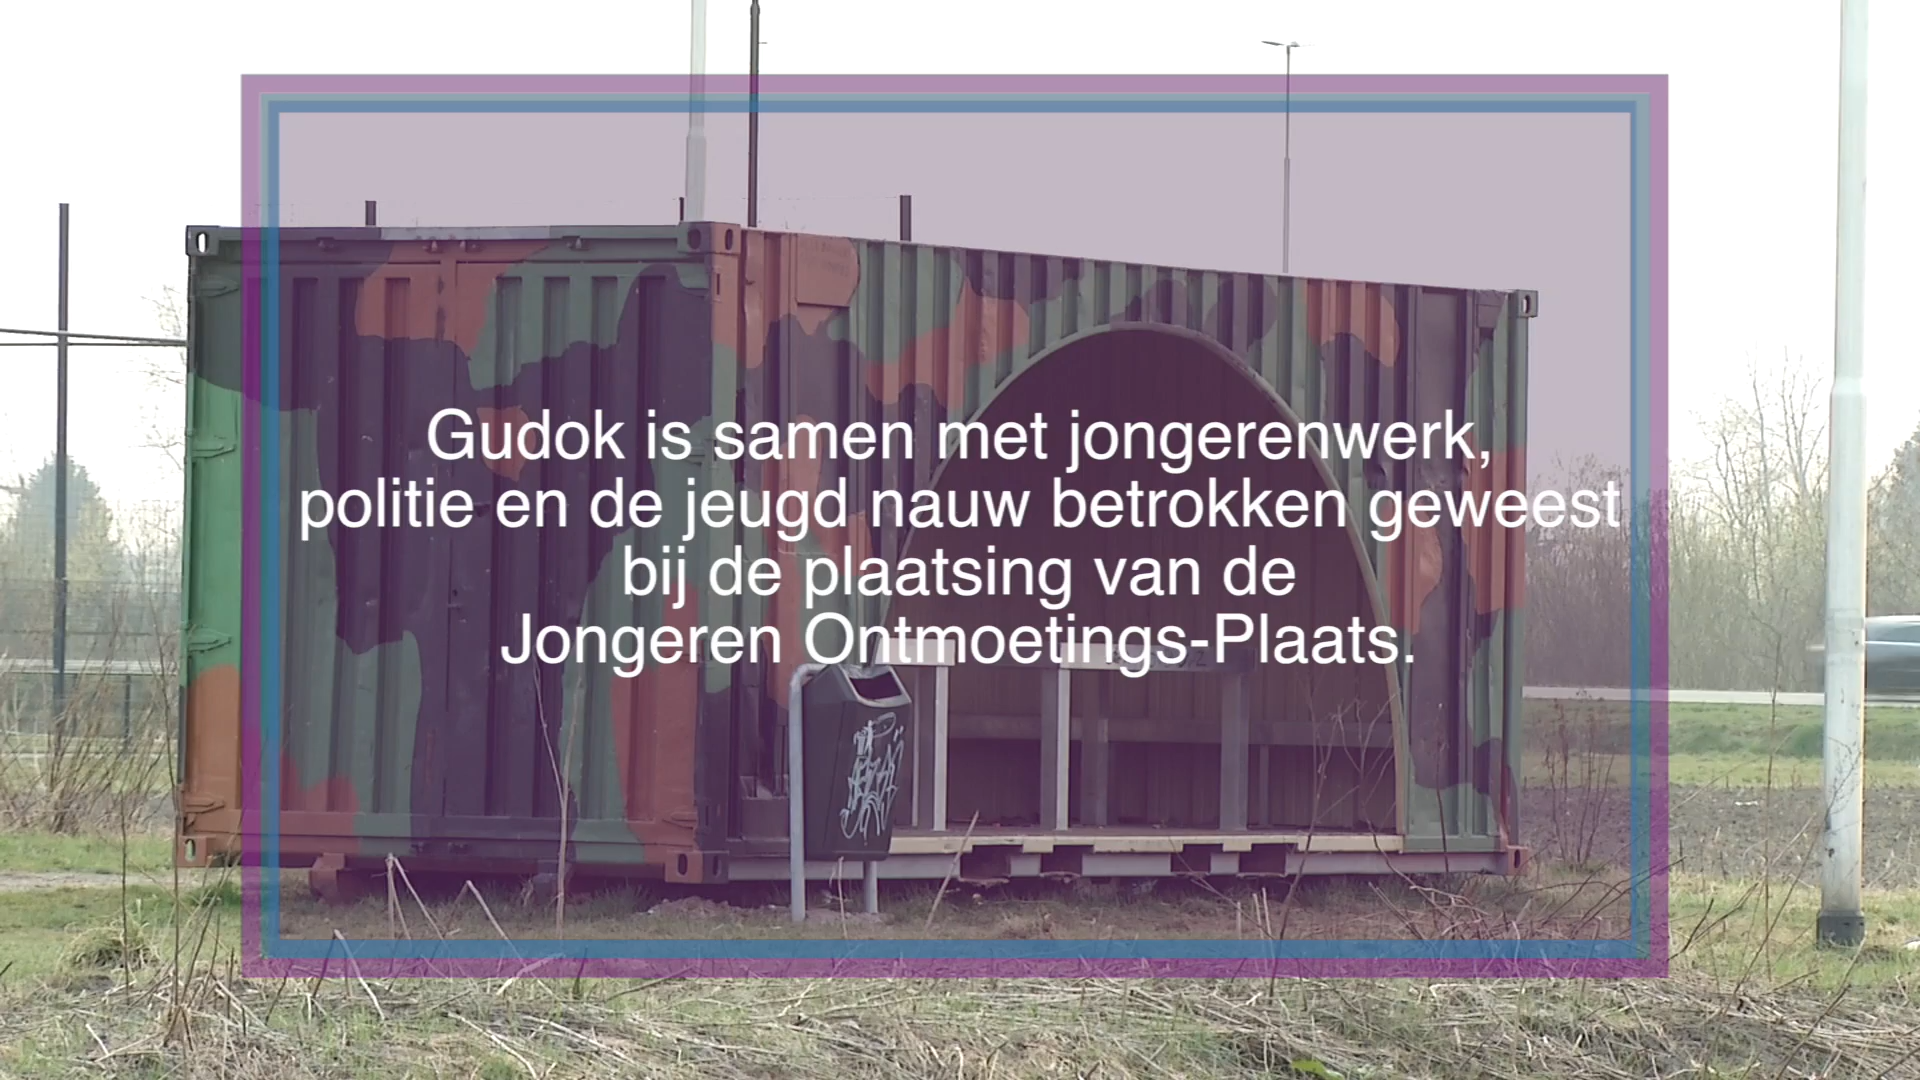 Gudok is samen met jongerenwerk,
politie en de jeugd nauw betrokken geweest
bij de plaatsing van de
Jongeren Ontmoetings-Plaats.